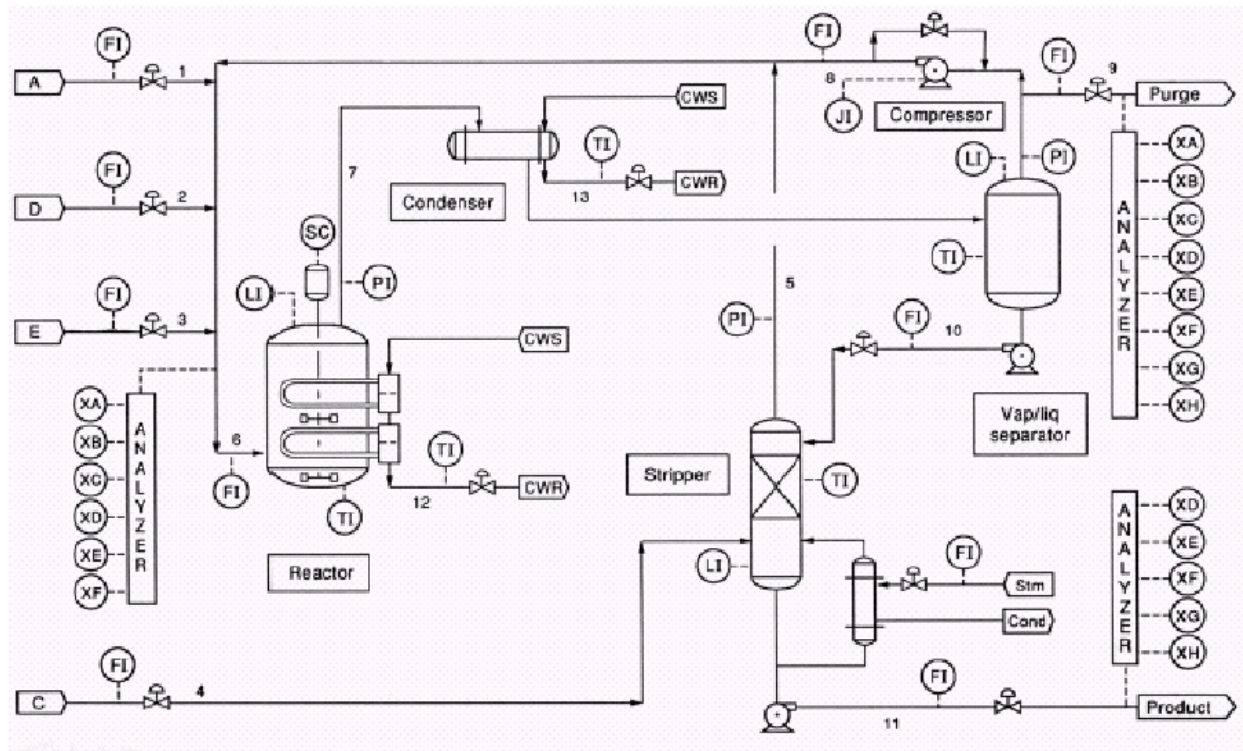 FI
FI
FI
8
9
A
1
CWS
JI
Compressor
Purge
TI
LI
PI
XA
7
CWR
XB
FI
Condenser
13
ANALYZER
XC
D
2
SC
TI
XD
FI
LI
PI
5
XE
E
3
PI
FI
10
XF
CWS
XG
XA
XH
ANALYZER
XB
6
Vap/liq
separator
XC
FI
TI
Stripper
TI
XD
12
CWR
ANALYZER
XD
TI
XE
XE
Reactor
LI
FI
XF
XF
Stm
XG
Cond
XH
FI
C
4
FI
11
Product